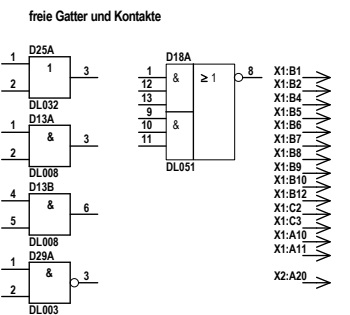 freie Gatter und Kontakte
D25A
1
1
3
2
DL032
D13A
1
&
3
2
DL008
D13B
4
&
6
5
DL008
D29A
1
&
3
2
DL003
D18A
1
&
≥ 1
8
12
13
9
10
&
11
DL051
X1:B1
X1:B2
X1:B4
X1:B5
X1:B6
X1:B7
X1:B8
X1:B9
X1:B10
X1:B12
X1:C2
X1:C3
X1:A10
X1:A11
X2:A20